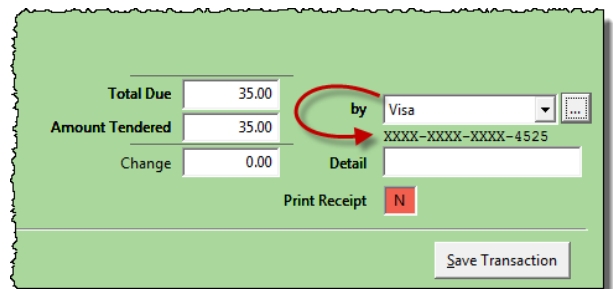 Total Due 35.00 by Visa ...
Amount Tendered 35.00 XXXX-XXXX-XXXX-4525
Change 0.00 Detail
Print Receipt N
Save Transaction